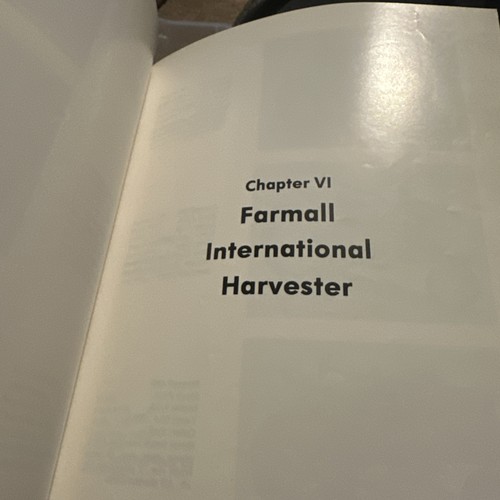 Chapter VI
Farmall
International
Harvester